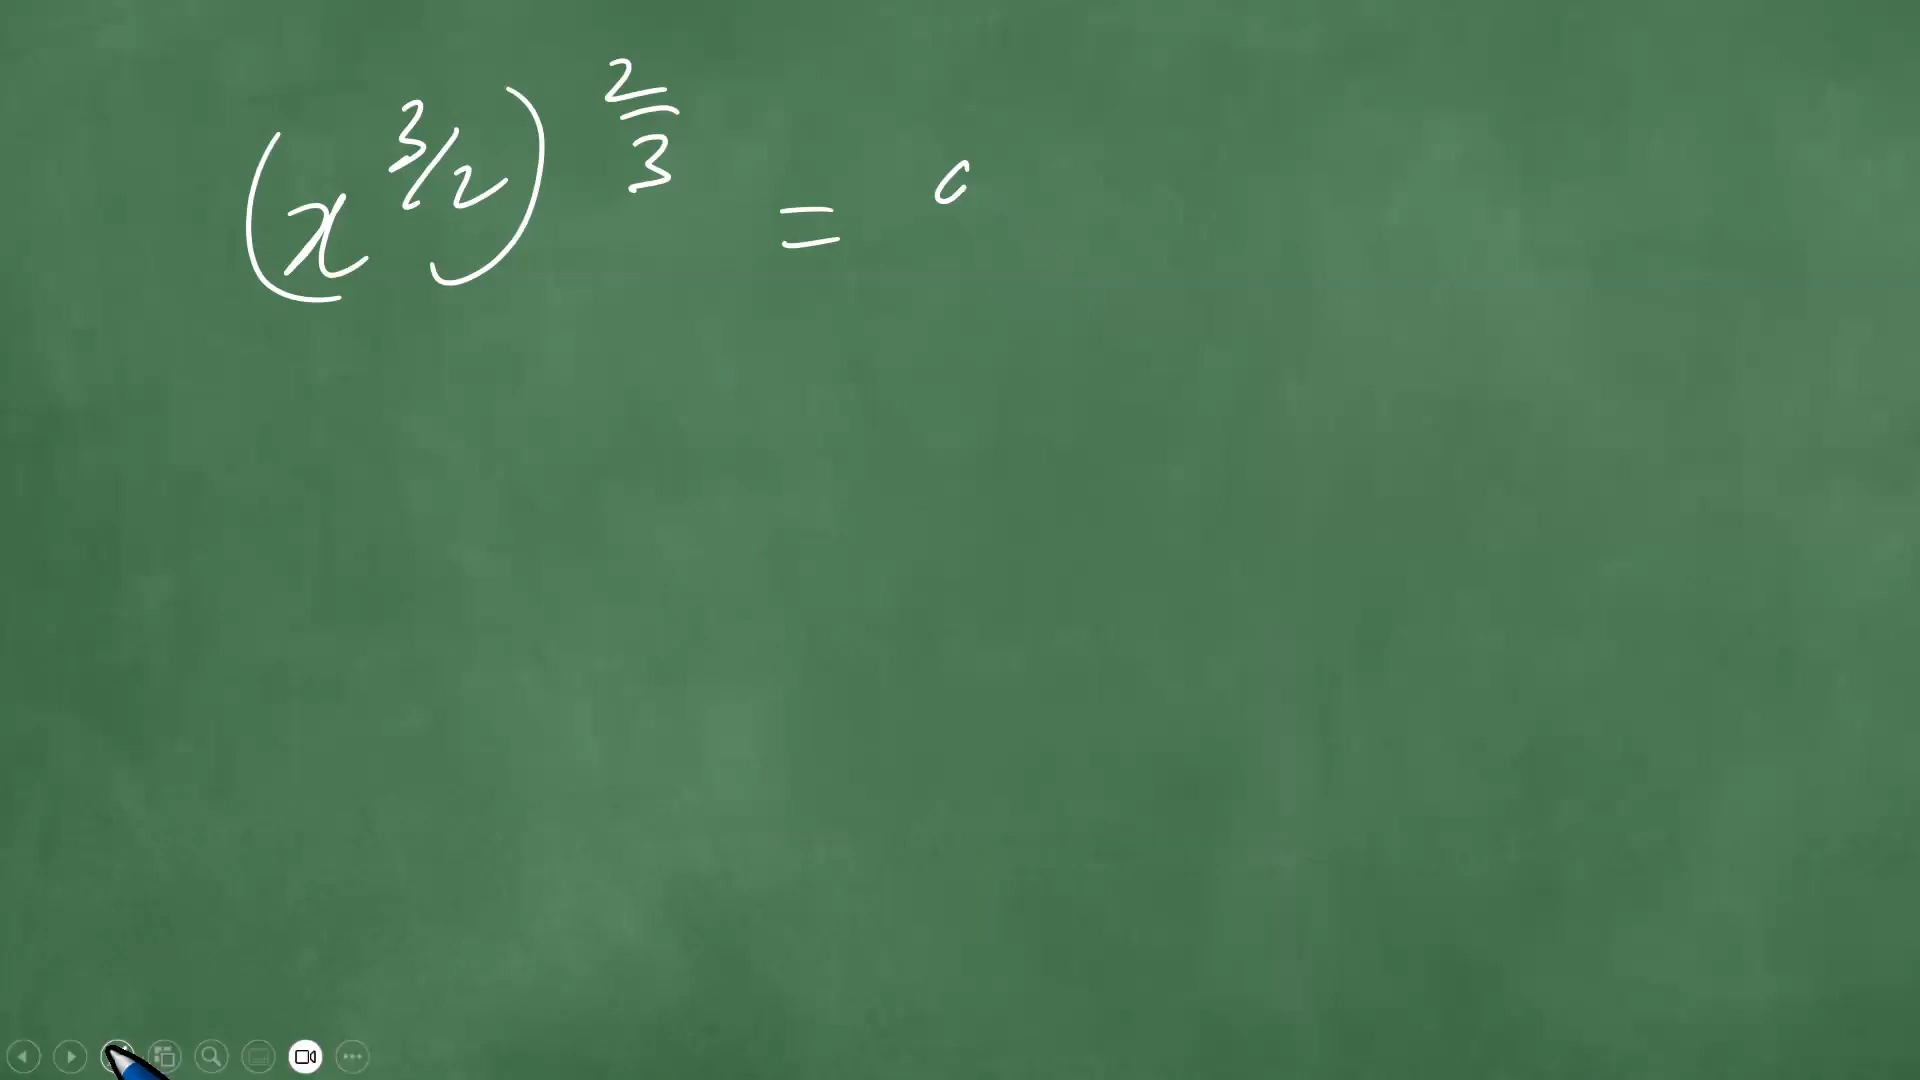 (x^{3/2})^{2/3} =